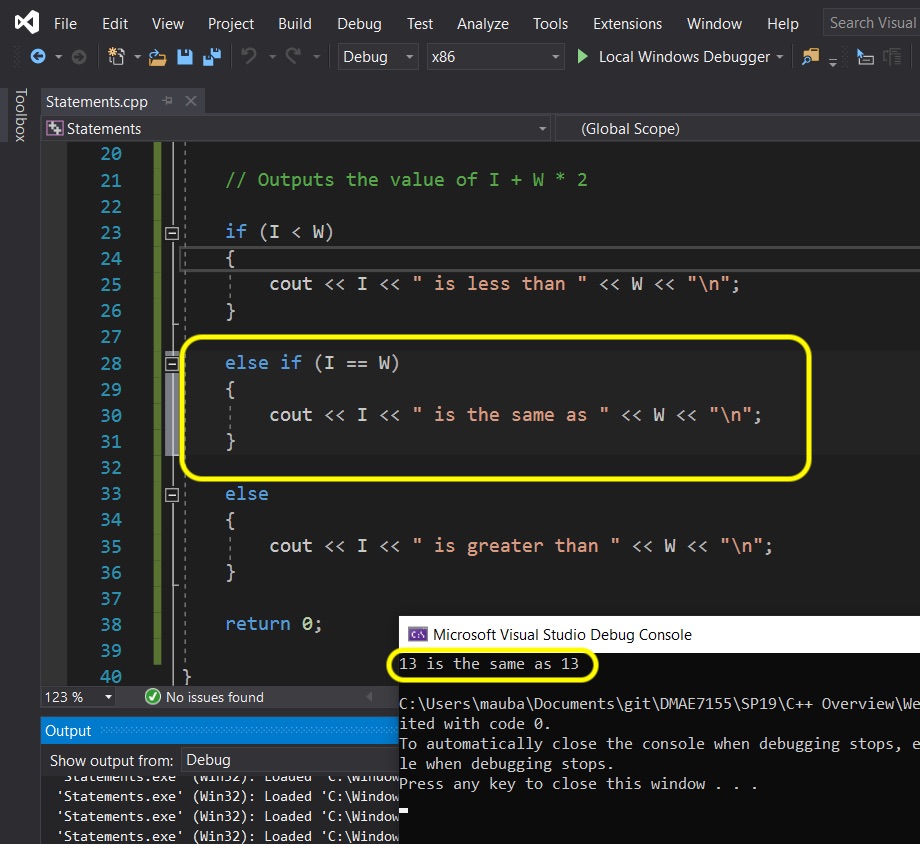 File Edit View Project Build Debug Test Analyze Tools Extensions Window Help Search Visual
Debug x86 Local Windows Debugger
Toolbox
Statements.cpp
Statements (Global Scope)
20
21 // Outputs the value of I + W * 2
22
23 if (I < W)
24 {
25 cout << I << " is less than " << W << "\n";
26 }
27
28 else if (I == W)
29 {
30 cout << I << " is the same as " << W << "\n";
31 }
32
33 else
34 {
35 cout << I << " is greater than " << W << "\n";
36 }
37
38 return 0;
39
40 }
123 % No issues found
Output
Show output from: Debug
'Statements.exe' (Win32): Loaded 'C:\Window
'Statements.exe' (Win32): Loaded 'C:\Window
'Statements.exe' (Win32): Loaded 'C:\Window
'Statements.exe' (Win32): Loaded 'C:\Window
C:\ Microsoft Visual Studio Debug Console
13 is the same as 13
C:\Users\mauba\Documents\git\DMAE7155\SP19\C++ Overview\We
ited with code 0.
To automatically close the console when debugging stops, e
le when debugging stops.
Press any key to close this window . . .